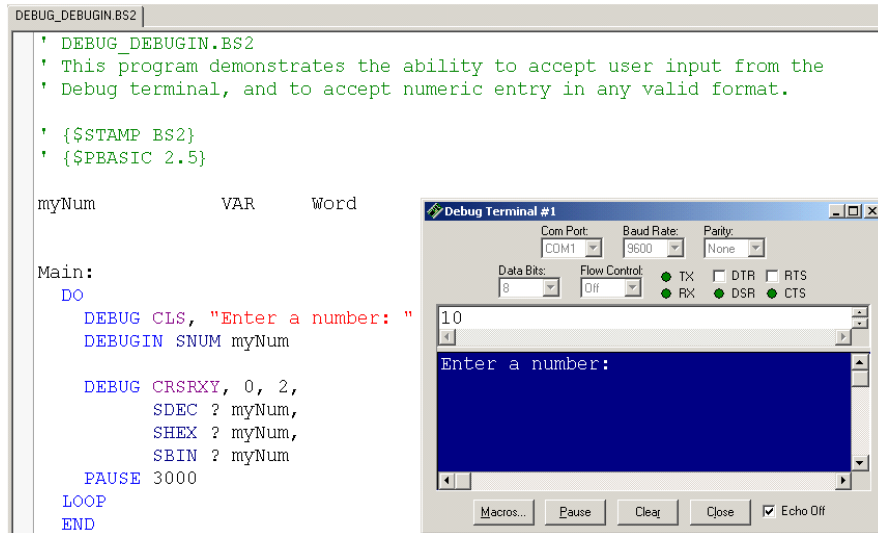 DEBUG_DEBUGIN.BS2
' DEBUG_DEBUGIN.BS2
' This program demonstrates the ability to accept user input from the
' Debug terminal, and to accept numeric entry in any valid format.
' {$STAMP BS2}
' {$PBASIC 2.5}
myNum VAR Word
Main:
DO
DEBUG CLS, "Enter a number: "
DEBUGIN SNUM myNum
DEBUG CRSRXY, 0, 2,
SDEC ? myNum,
SHEX ? myNum,
SBIN ? myNum
PAUSE 3000
LOOP
END
Debug Terminal #1
Com Port: Baud Rate: Parity:
COM1 9600 None
Data Bits: Flow Control: TX DTR RTS
8 Off RX DSR CTS
10
Enter a number:
Macros... Pause Clear Close Echo Off